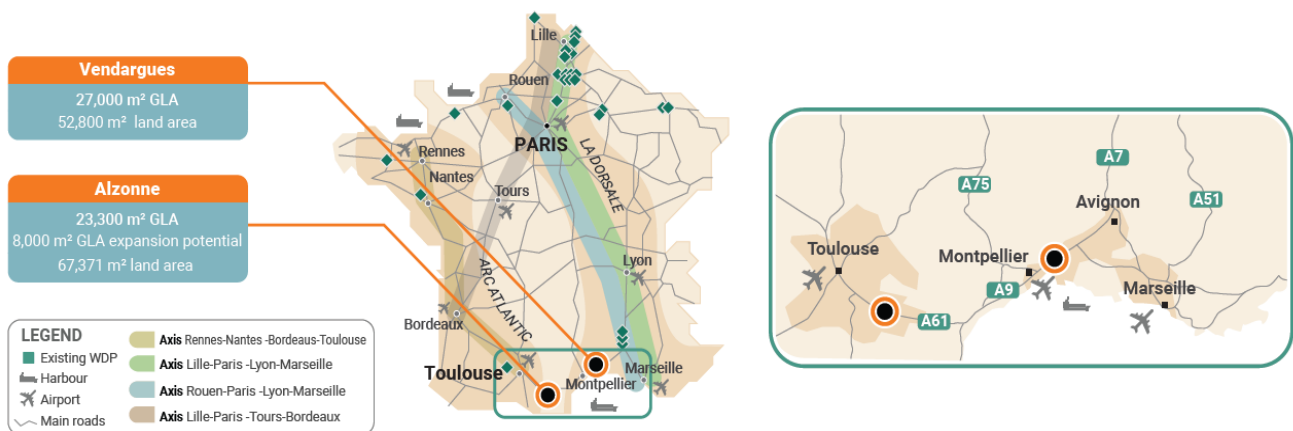 Vendargues
27,000 m² GLA
52,800 m² land area
Alzonne
23,300 m² GLA
8,000 m² GLA expansion potential
67,371 m² land area
LEGEND
Existing WDP
Harbour
Airport
Main roads
Axis Rennes-Nantes -Bordeaus-Toulouse
Axis Lille-Paris -Lyon-Marseille
Axis Rouen-Paris -Lyon-Marseille
Axis Lille-Paris -Tours-Bordeaux
Lille
Rouen
PARIS
Rennes
Nantes
Tours
LA DORSALE
Lyon
ARC ATLANTIC
Bordeaux
Toulouse
Montpellier
Marseille
A7
A75
A51
Avignon
Toulouse
Montpellier
A9
Marseille
A61